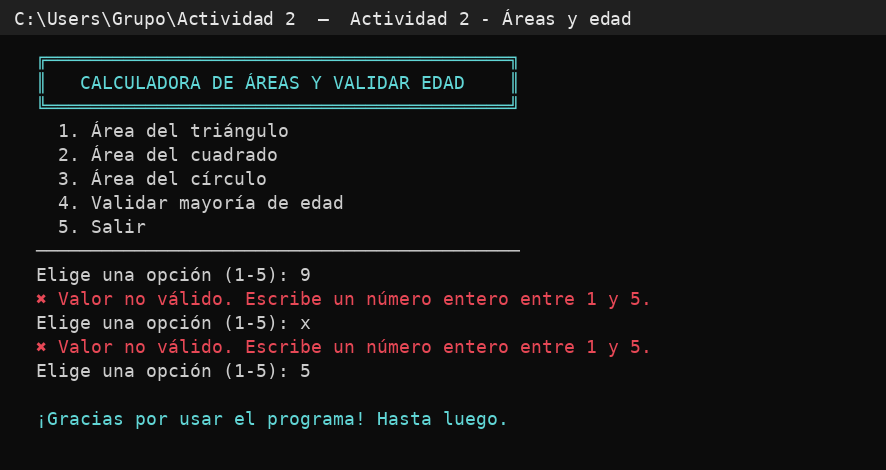 C:\Users\Grupo\Actividad 2  —  Actividad 2 - Áreas y edad
CALCULADORA DE ÁREAS Y VALIDAR EDAD
1. Área del triángulo
2. Área del cuadrado
3. Área del círculo
4. Validar mayoría de edad
5. Salir
Elige una opción (1-5): 9
✖ Valor no válido. Escribe un número entero entre 1 y 5.
Elige una opción (1-5): x
✖ Valor no válido. Escribe un número entero entre 1 y 5.
Elige una opción (1-5): 5
¡Gracias por usar el programa! Hasta luego.